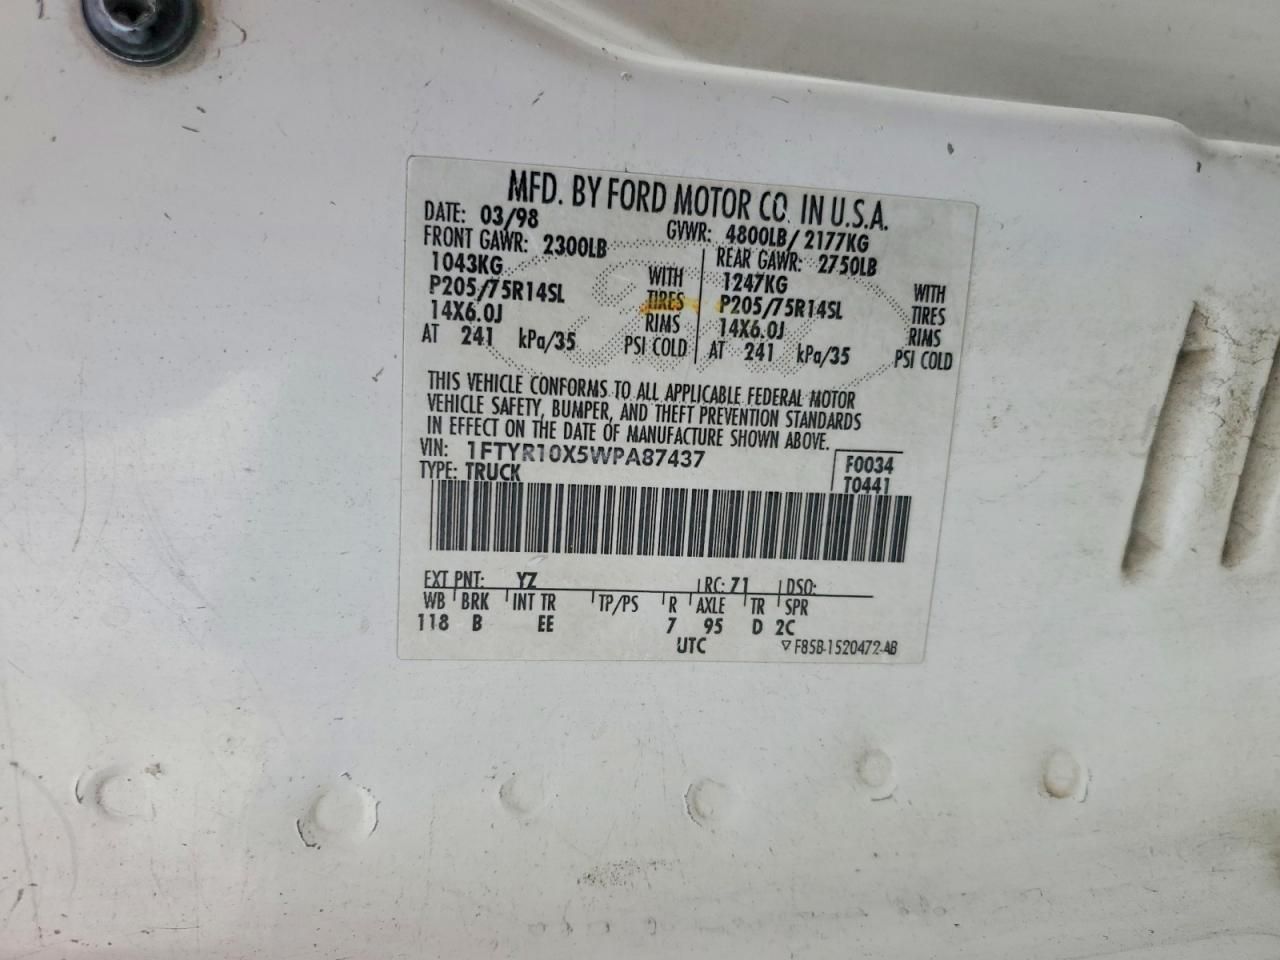 MFD. BY FORD MOTOR CO. IN U.S.A.
DATE: 03/98 GVWR: 4800LB/ 2177KG
FRONT GAWR: 2300LB REAR GAWR: 2750LB
1043KG WITH 1247KG WITH
P205/75R14SL TIRES P205/75R14SL TIRES
14X6.0J RIMS 14X6.0J RIMS
AT 241 kPa/35 PSI COLD AT 241 kPa/35 PSI COLD
THIS VEHICLE CONFORMS TO ALL APPLICABLE FEDERAL MOTOR
VEHICLE SAFETY, BUMPER, AND THEFT PREVENTION STANDARDS
IN EFFECT ON THE DATE OF MANUFACTURE SHOWN ABOVE.
VIN: 1FTYR10X5WPA87437 F0034
TYPE: TRUCK T0441
EXT PNT: YZ RC: 71 DSO:
WB BRK INT TR TP/PS R AXLE TR SPR
118 B EE 7 95 D 2C
UTC ▽ F85B-1520472-AB